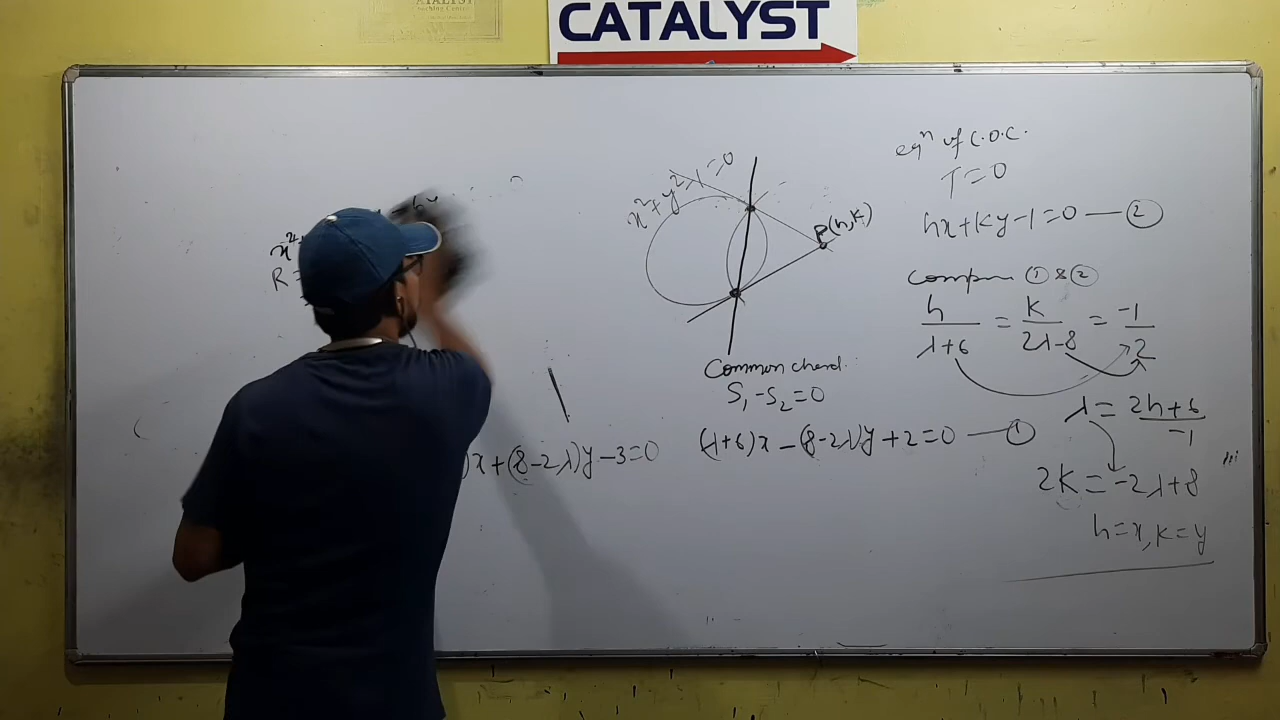 CATALYST
x²
R =
x + (8-2λ)y - 3 = 0
x² + y² - 1 = 0
P(h,k)
Common chord.
S₁ - S₂ = 0
(λ+6)x - (8-2λ)y + 2 = 0 — ①
eqⁿ of C.O.C.
T = 0
hx + ky - 1 = 0 — ②
① & ②
h/(λ+6) = k/(2λ-8) = -1/2
λ = (2h+6)/-1
2k = -2λ + 8
h = x, k = y